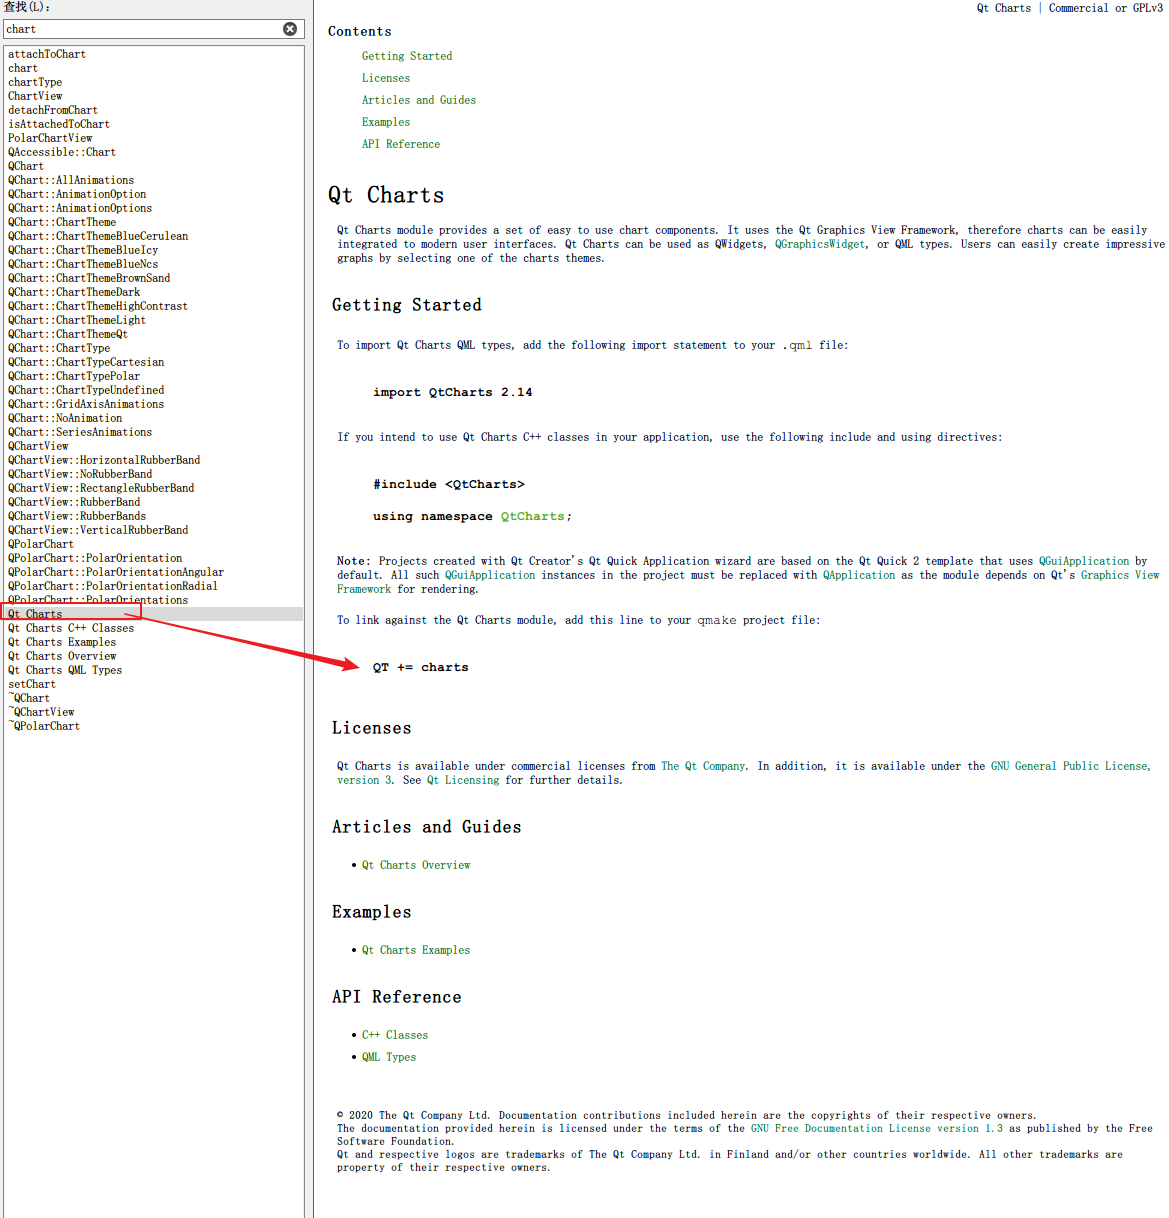 查找(L):
chart
attachToChart
chart
chartType
ChartView
detachFromChart
isAttachedToChart
PolarChartView
QAccessible::Chart
QChart
QChart::AllAnimations
QChart::AnimationOption
QChart::AnimationOptions
QChart::ChartTheme
QChart::ChartThemeBlueCerulean
QChart::ChartThemeBlueIcy
QChart::ChartThemeBlueNcs
QChart::ChartThemeBrownSand
QChart::ChartThemeDark
QChart::ChartThemeHighContrast
QChart::ChartThemeLight
QChart::ChartThemeQt
QChart::ChartType
QChart::ChartTypeCartesian
QChart::ChartTypePolar
QChart::ChartTypeUndefined
QChart::GridAxisAnimations
QChart::NoAnimation
QChart::SeriesAnimations
QChartView
QChartView::HorizontalRubberBand
QChartView::NoRubberBand
QChartView::RectangleRubberBand
QChartView::RubberBand
QChartView::RubberBands
QChartView::VerticalRubberBand
QPolarChart
QPolarChart::PolarOrientation
QPolarChart::PolarOrientationAngular
QPolarChart::PolarOrientationRadial
QPolarChart::PolarOrientations
Qt Charts
Qt Charts C++ Classes
Qt Charts Examples
Qt Charts Overview
Qt Charts QML Types
setChart
~QChart
~QChartView
~QPolarChart
Qt Charts | Commercial or GPLv3
Contents
Getting Started
Licenses
Articles and Guides
Examples
API Reference
Qt Charts
Qt Charts module provides a set of easy to use chart components. It uses the Qt Graphics View Framework, therefore charts can be easily
integrated to modern user interfaces. Qt Charts can be used as QWidgets, QGraphicsWidget, or QML types. Users can easily create impressive
graphs by selecting one of the charts themes.
Getting Started
To import Qt Charts QML types, add the following import statement to your .qml file:
import QtCharts 2.14
If you intend to use Qt Charts C++ classes in your application, use the following include and using directives:
#include <QtCharts>
using namespace QtCharts;
Note: Projects created with Qt Creator's Qt Quick Application wizard are based on the Qt Quick 2 template that uses QGuiApplication by
default. All such QGuiApplication instances in the project must be replaced with QApplication as the module depends on Qt's Graphics View
Framework for rendering.
To link against the Qt Charts module, add this line to your qmake project file:
QT += charts
Licenses
Qt Charts is available under commercial licenses from The Qt Company. In addition, it is available under the GNU General Public License,
version 3. See Qt Licensing for further details.
Articles and Guides
• Qt Charts Overview
Examples
• Qt Charts Examples
API Reference
• C++ Classes
• QML Types
© 2020 The Qt Company Ltd. Documentation contributions included herein are the copyrights of their respective owners.
The documentation provided herein is licensed under the terms of the GNU Free Documentation License version 1.3 as published by the Free
Software Foundation.
Qt and respective logos are trademarks of The Qt Company Ltd. in Finland and/or other countries worldwide. All other trademarks are
property of their respective owners.